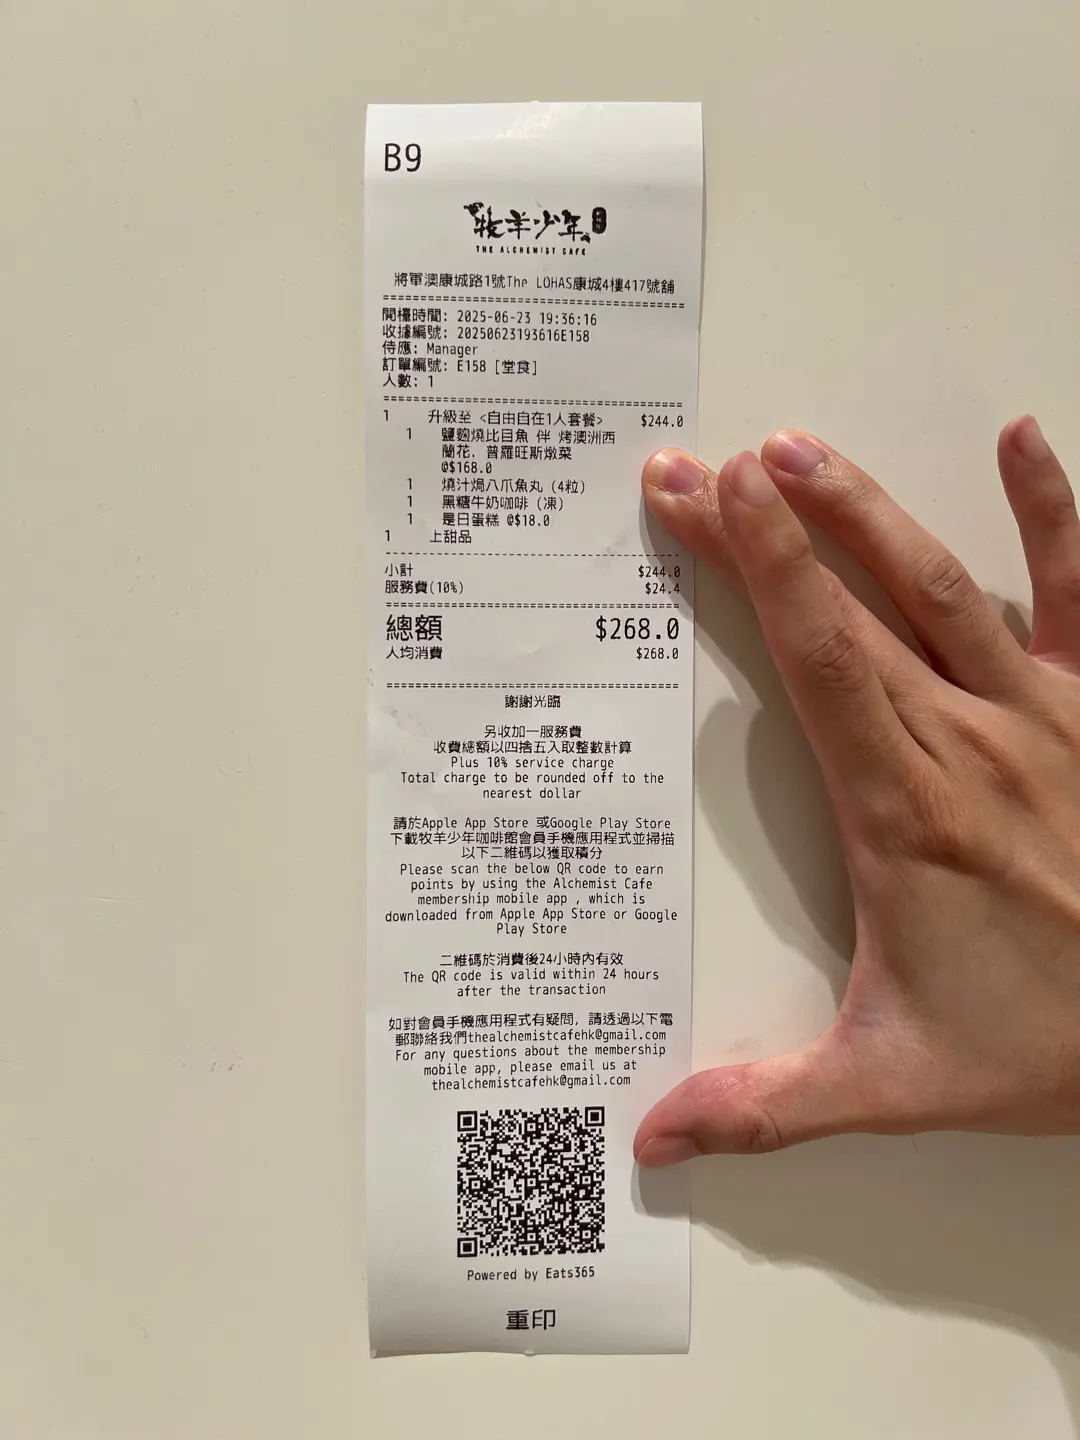 B9
牧羊少年
THE ALCHEMIST CAFE
將軍澳康城路1號The LOHAS康城4樓417號舖
開檯時間: 2025-06-23 19:36:16
收據編號: 20250623193616E158
侍應: Manager
訂單編號: E158 [堂食]
人數: 1
1 升級至 <自由自在1人套餐> $244.0
1 鹽麴燒比目魚 伴 烤澳洲西
蘭花, 普羅旺斯燉菜
@$168.0
1 燒汁焗八爪魚丸 (4粒)
1 黑糖牛奶咖啡 (凍)
1 是日蛋糕 @$18.0
1 上甜品
小計 $244.0
服務費(10%) $24.4
總額 $268.0
人均消費 $268.0
謝謝光臨
另收加一服務費
收費總額以四捨五入取整數計算
Plus 10% service charge
Total charge to be rounded off to the
nearest dollar
請於Apple App Store 或Google Play Store
下載牧羊少年咖啡館會員手機應用程式並掃描
以下二維碼以獲取積分
Please scan the below QR code to earn
points by using the Alchemist Cafe
membership mobile app , which is
downloaded from Apple App Store or Google
Play Store
二維碼於消費後24小時內有效
The QR code is valid within 24 hours
after the transaction
如對會員手機應用程式有疑問, 請透過以下電
郵聯絡我們thealchemistcafehk@gmail.com
For any questions about the membership
mobile app, please email us at
thealchemistcafehk@gmail.com
Powered by Eats365
重印